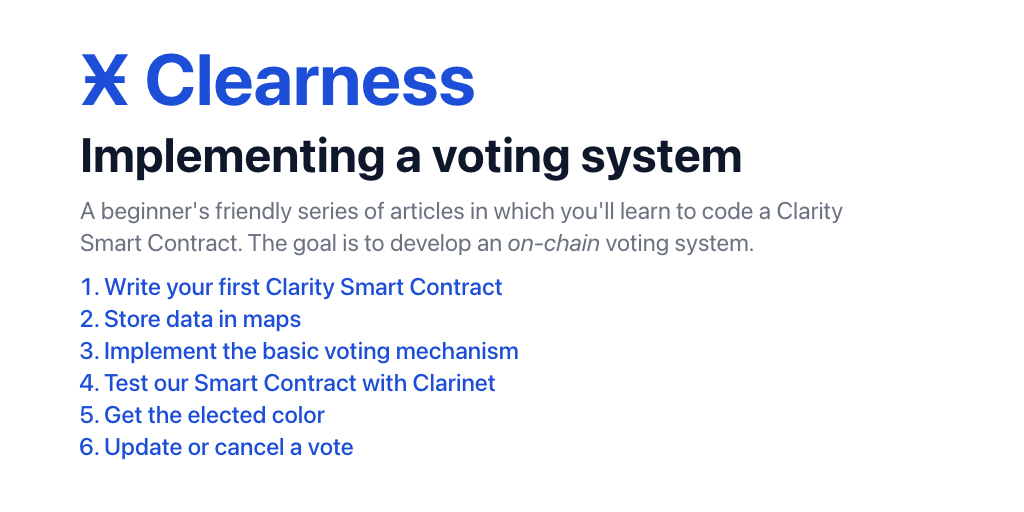 Clearness
Implementing a voting system
A beginner's friendly series of articles in which you'll learn to code a Clarity
Smart Contract. The goal is to develop an on-chain voting system.
1. Write your first Clarity Smart Contract
2. Store data in maps
3. Implement the basic voting mechanism
4. Test our Smart Contract with Clarinet
5. Get the elected color
6. Update or cancel a vote